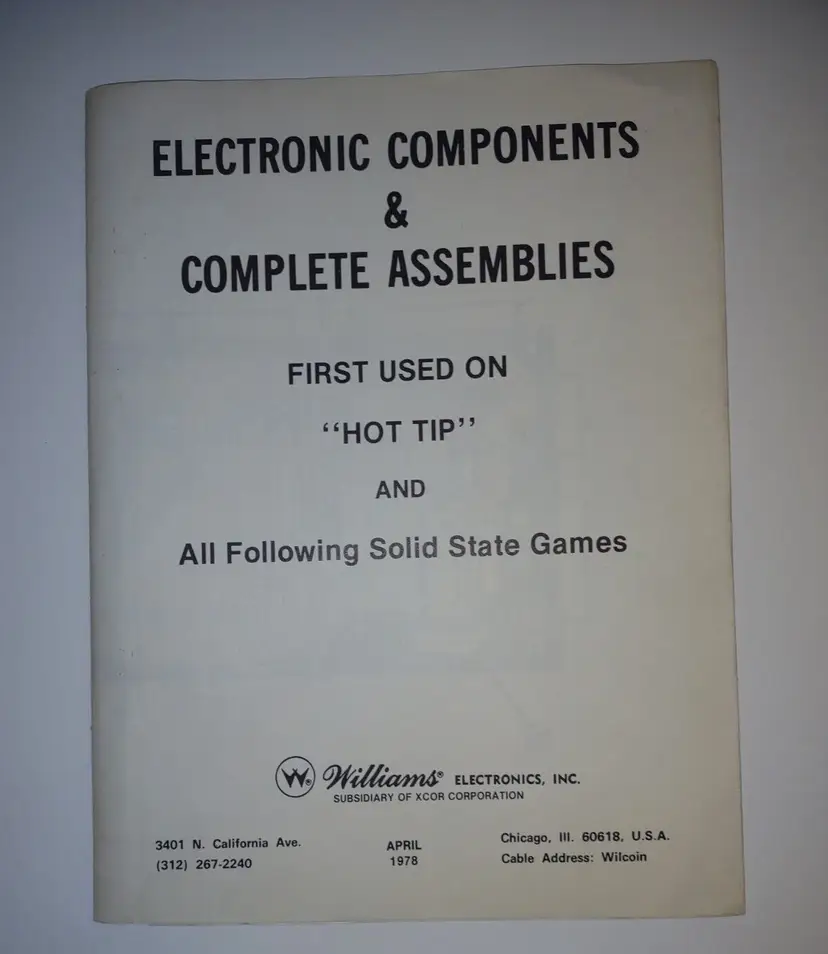 ELECTRONIC COMPONENTS
&
COMPLETE ASSEMBLIES
FIRST USED ON
‘‘HOT TIP’’
AND
All Following Solid State Games
W® Williams® ELECTRONICS, INC.
SUBSIDIARY OF XCOR CORPORATION
3401 N. California Ave.
(312) 267-2240
APRIL
1978
Chicago, Ill. 60618, U.S.A.
Cable Address: Wilcoin